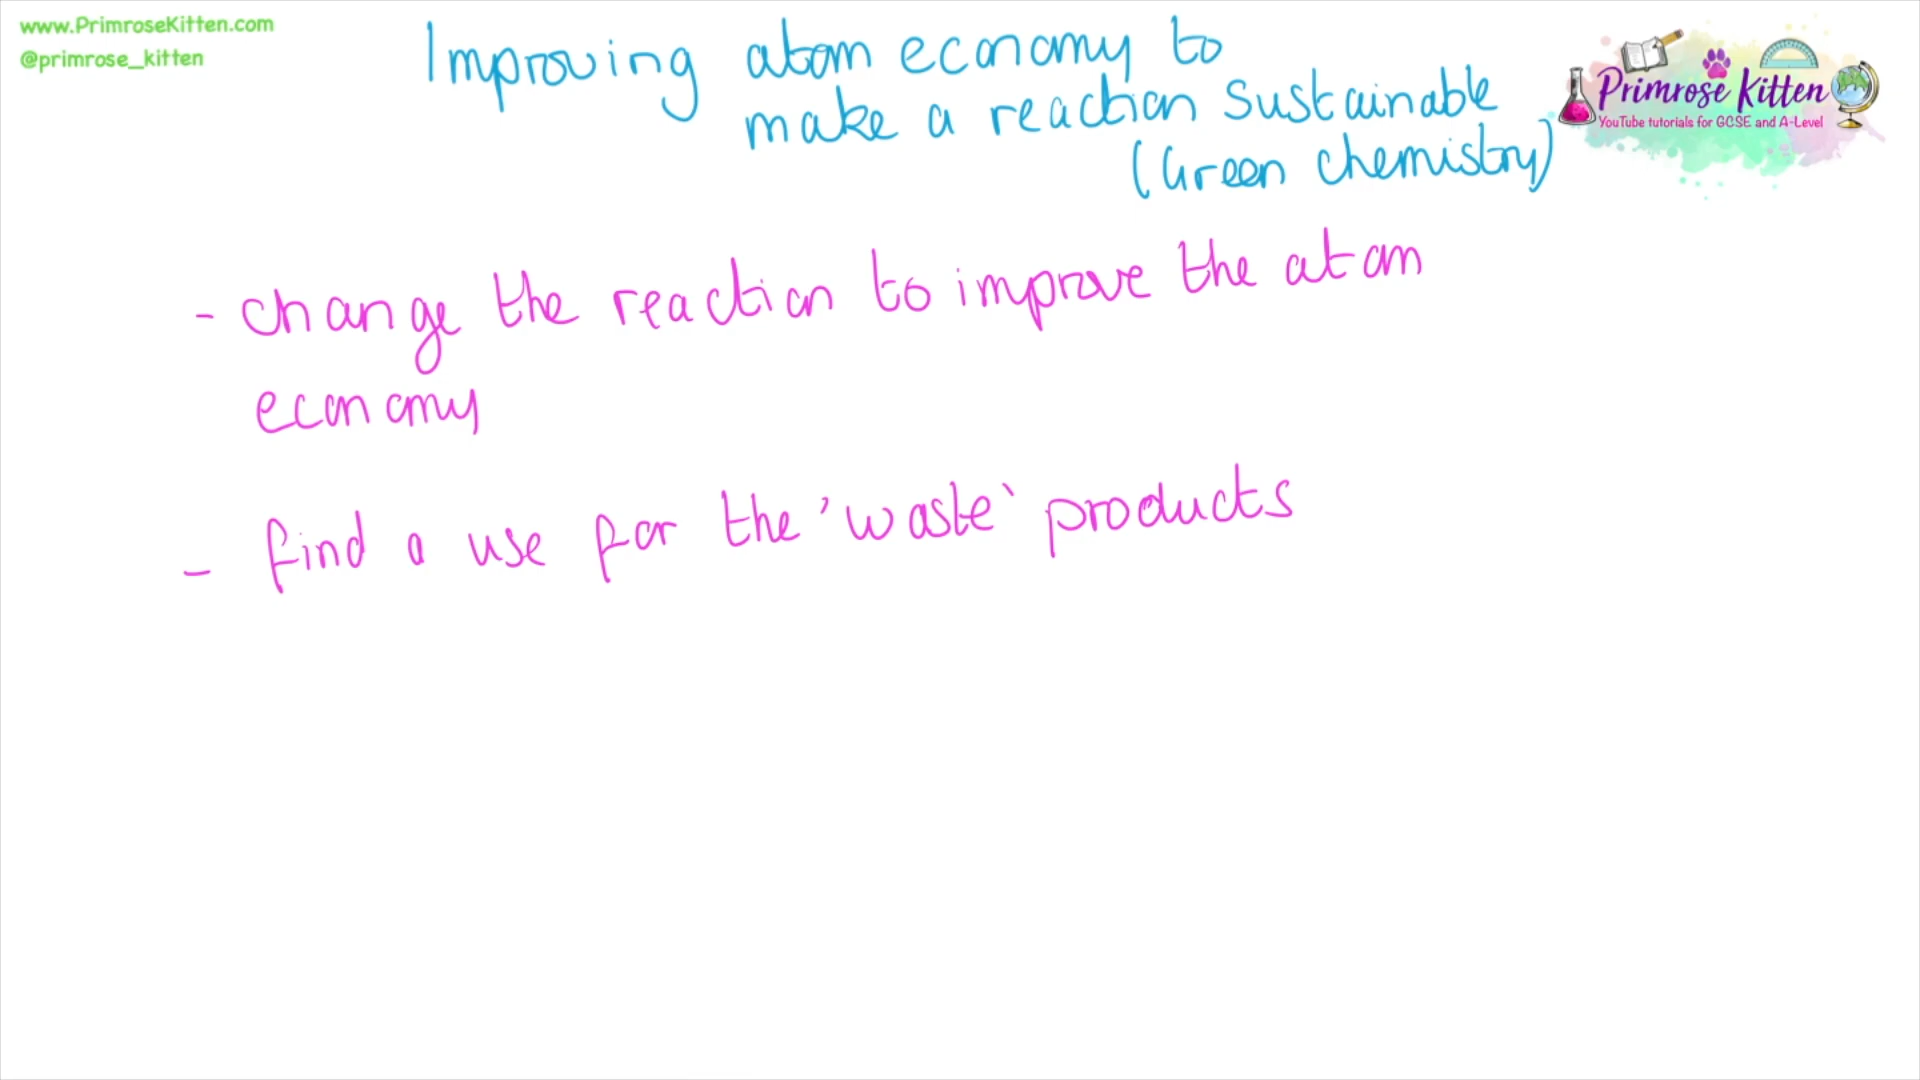 www.PrimroseKitten.com
@primrose_kitten
Improving atom economy to
make a reaction sustainable
(Green chemistry)
Primrose Kitten
YouTube tutorials for GCSE and A-Level
- change the reaction to improve the atom
economy
- find a use for the 'waste' products